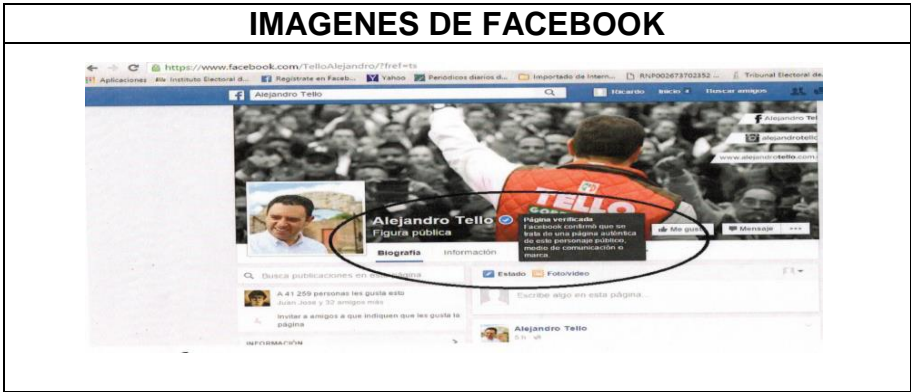 IMAGENES DE FACEBOOK
https://www.facebook.com/TelloAlejandro/?fref=ts
Aplicaciones Instituto Electoral d... Registrate en Faceb... Yahoo Periódicos diarios d... Importado de Intern... RNP002673702352 ... Tribunal Electoral de
Alejandro Tello Ricardo Inicio Buscar amigos
Alejandro Tel
alejandrotello
www.alejandrotello.com
TELLO
Alejandro Tello
Figura pública
Página verificada
Facebook confirmó que se
trata de una página auténtica
de este personaje público,
medio de comunicación o
marca.
Me gust Mensaje •••
Biografía Información
Busca publicaciones en esta página
Estado Foto/video
A 41 259 personas les gusta esto
Juan José y 32 amigos más
Escribe algo en esta página...
Invitar a amigos a que indiquen que les gusta la
página
INFORMACIÓN >
Alejandro Tello
5 h